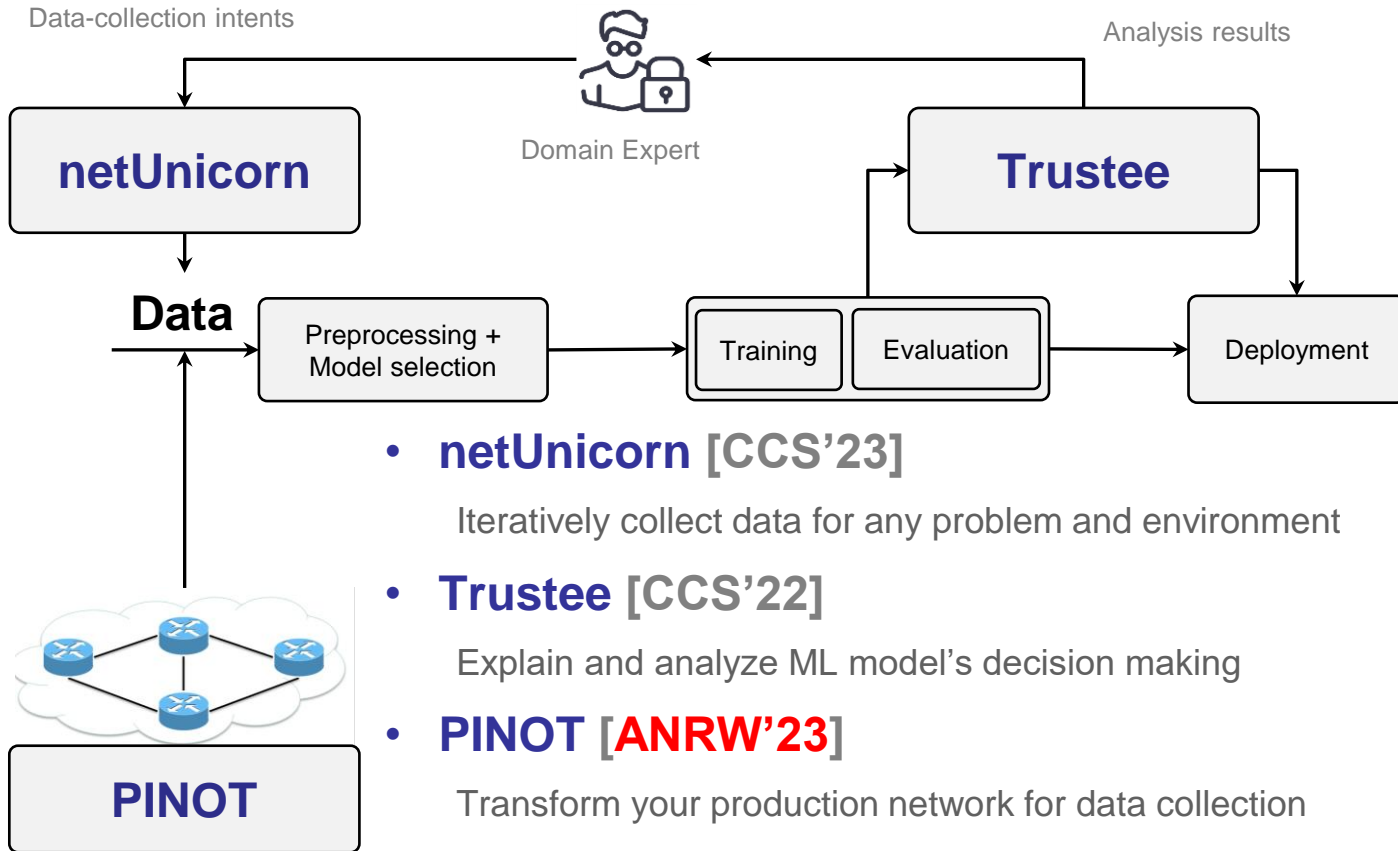 Data-collection intents
Analysis results
Domain Expert
netUnicorn
Trustee
Data
Preprocessing +
Model selection
Training
Evaluation
Deployment
• netUnicorn [CCS’23]
Iteratively collect data for any problem and environment
• Trustee [CCS’22]
Explain and analyze ML model’s decision making
• PINOT [ANRW’23]
Transform your production network for data collection
PINOT